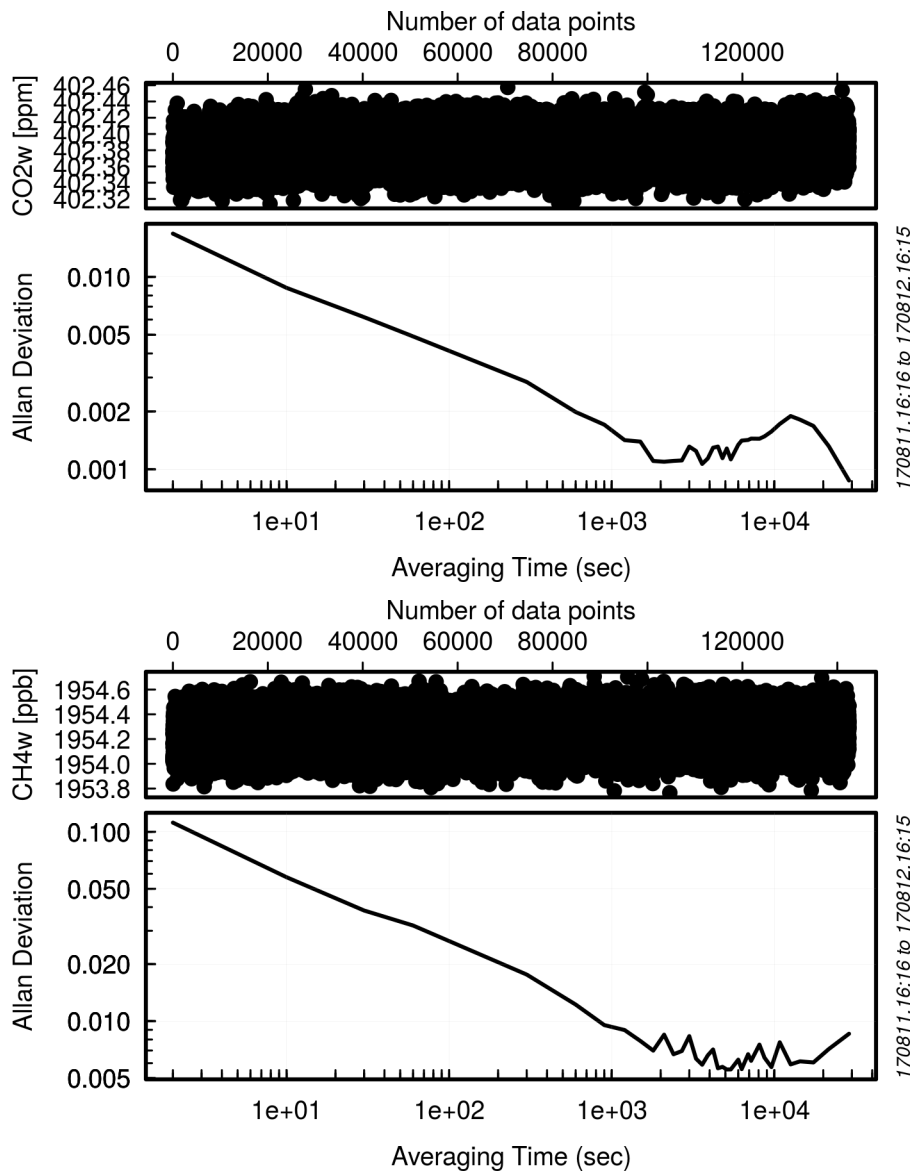 Number of data points
0 20000 40000 60000 80000 120000
CO2w [ppm]
402.46
402.44
402.42
402.40
402.38
402.36
402.34
402.32
Allan Deviation
0.010
0.005
0.002
0.001
1e+01 1e+02 1e+03 1e+04
Averaging Time (sec)
170811.16:16 to 170812.16:15
Number of data points
0 20000 40000 60000 80000 120000
CH4w [ppb]
1954.6
1954.4
1954.2
1954.0
1953.8
Allan Deviation
0.100
0.050
0.020
0.010
0.005
1e+01 1e+02 1e+03 1e+04
Averaging Time (sec)
170811.16:16 to 170812.16:15